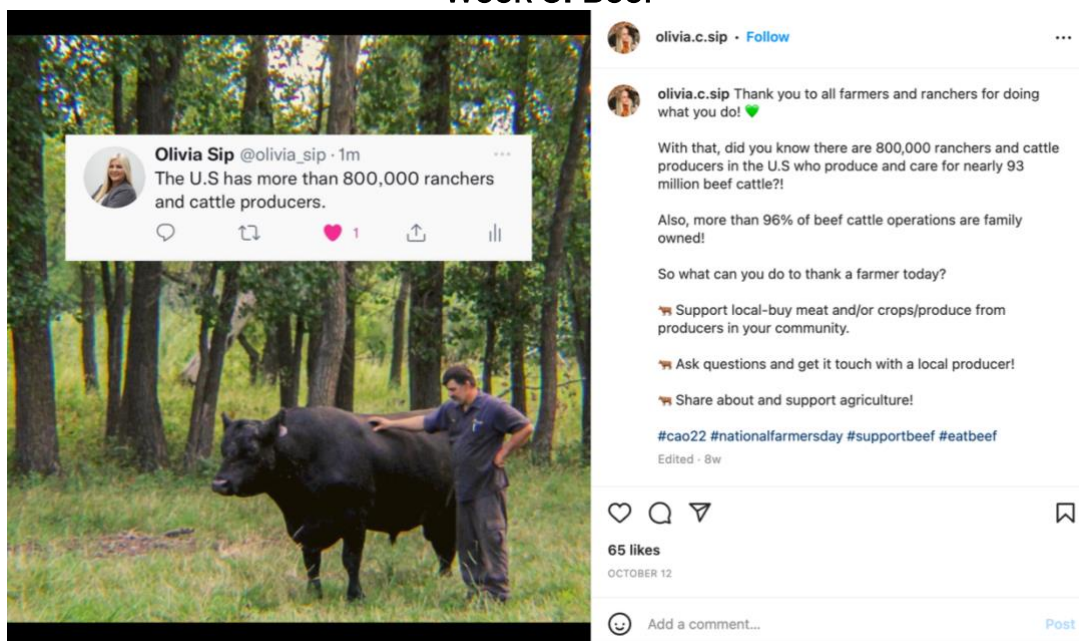 olivia.c.sip • Follow
Olivia Sip @olivia_sip · 1m
The U.S has more than 800,000 ranchers
and cattle producers.
1
olivia.c.sip Thank you to all farmers and ranchers for doing
what you do! 💚
With that, did you know there are 800,000 ranchers and cattle
producers in the U.S who produce and care for nearly 93
million beef cattle?!
Also, more than 96% of beef cattle operations are family
owned!
So what can you do to thank a farmer today?
🐂 Support local-buy meat and/or crops/produce from
producers in your community.
🐂 Ask questions and get it touch with a local producer!
🐂 Share about and support agriculture!
#cao22 #nationalfarmersday #supportbeef #eatbeef
Edited · 8w
65 likes
OCTOBER 12
Add a comment...
Post